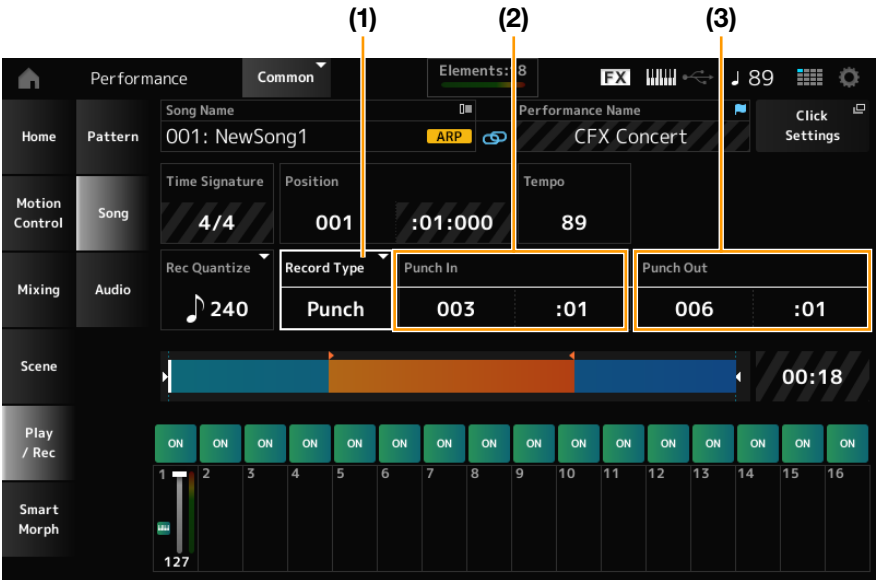 (1) (2) (3)
Performance Common Elements:18 FX ♩ 89
Home Pattern Song Name 001: NewSong1 ARP Performance Name CFX Concert Click Settings
Motion Control Song Time Signature 4/4 Position 001 :01:000 Tempo 89
Mixing Audio Rec Quantize ♪ 240 Record Type Punch Punch In 003 :01 Punch Out 006 :01
Scene 00:18
Play / Rec ON ON ON ON ON ON ON ON ON ON ON ON ON ON ON ON
1 2 3 4 5 6 7 8 9 10 11 12 13 14 15 16
Smart Morph
127